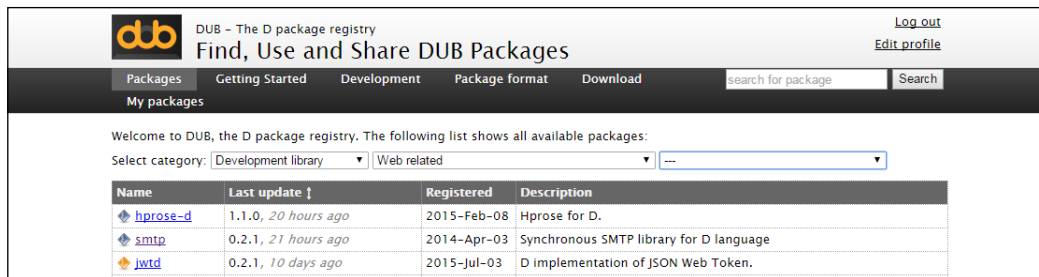 dub
DUB – The D package registry
Find, Use and Share DUB Packages
Log out
Edit profile
Packages Getting Started Development Package format Download search for package Search
My packages
Welcome to DUB, the D package registry. The following list shows all available packages:
Select category: Development library Web related ---
Name Last update ↑ Registered Description
hprose-d 1.1.0, 20 hours ago 2015-Feb-08 Hprose for D.
smtp 0.2.1, 21 hours ago 2014-Apr-03 Synchronous SMTP library for D language
jwtd 0.2.1, 10 days ago 2015-Jul-03 D implementation of JSON Web Token.